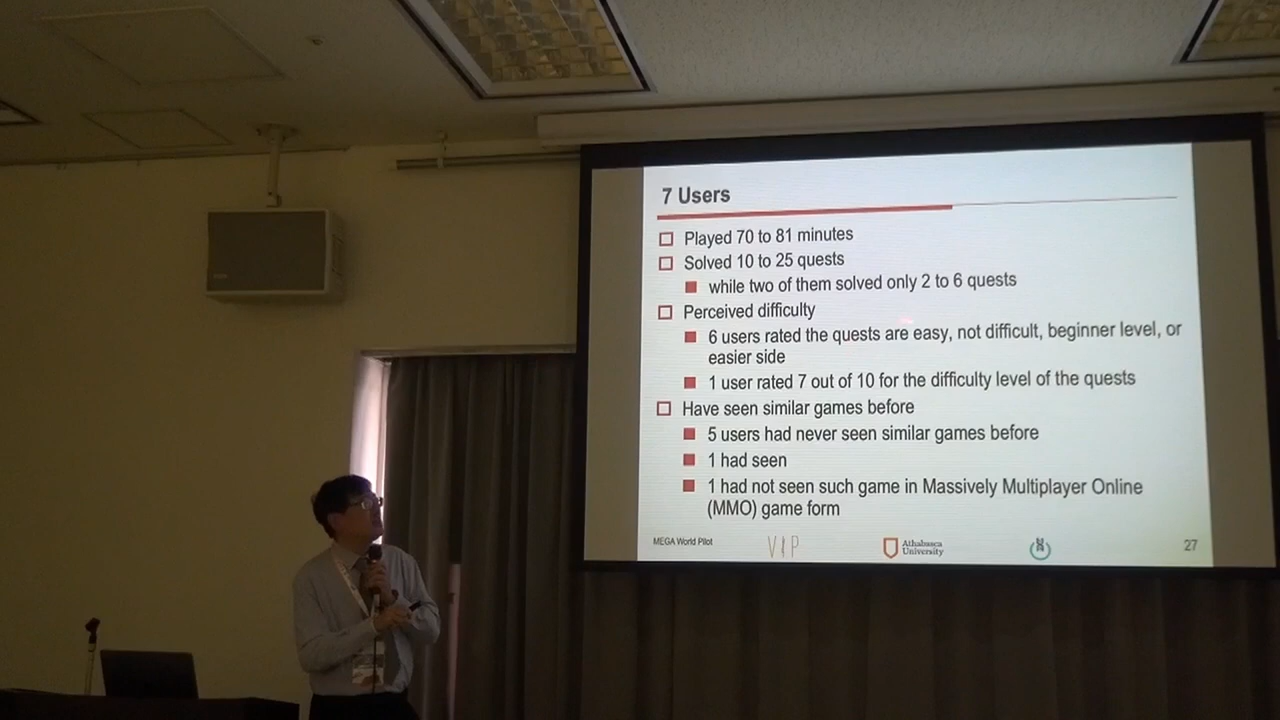 7 Users
Played 70 to 81 minutes
Solved 10 to 25 quests
while two of them solved only 2 to 6 quests
Perceived difficulty
6 users rated the quests are easy, not difficult, beginner level, or
easier side
1 user rated 7 out of 10 for the difficulty level of the quests
Have seen similar games before
5 users had never seen similar games before
1 had seen
1 had not seen such game in Massively Multiplayer Online
(MMO) game form
MEGA World Pilot
VIP
Athabasca
University
27